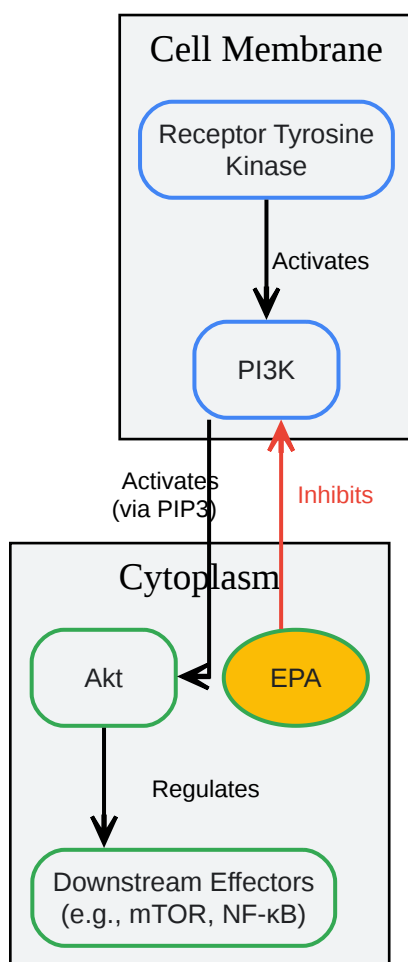 Cell Membrane
Receptor Tyrosine
Kinase
Activates
PI3K
Activates
(via PIP3)
Inhibits
Cytoplasm
Akt
EPA
Regulates
Downstream Effectors
(e.g., mTOR, NF-κB)